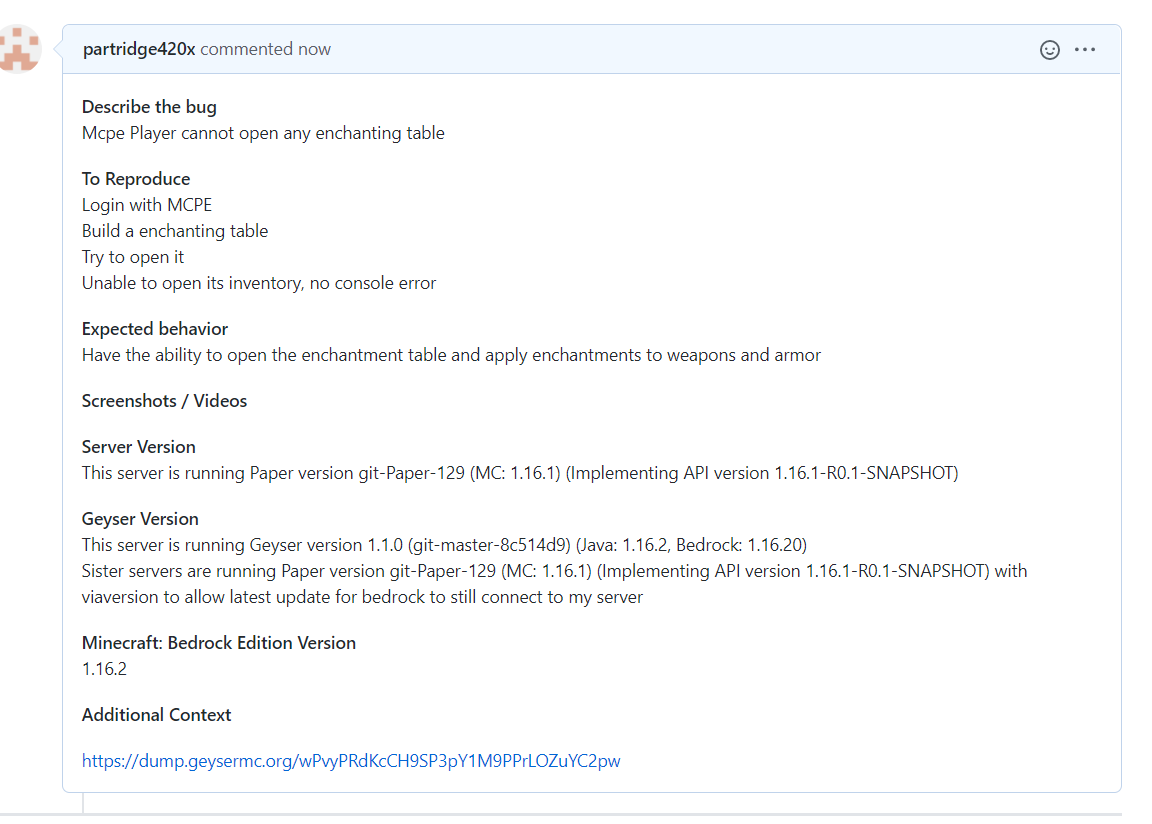 partridge420x commented now
Describe the bug
Mcpe Player cannot open any enchanting table
To Reproduce
Login with MCPE
Build a enchanting table
Try to open it
Unable to open its inventory, no console error
Expected behavior
Have the ability to open the enchantment table and apply enchantments to weapons and armor
Screenshots / Videos
Server Version
This server is running Paper version git-Paper-129 (MC: 1.16.1) (Implementing API version 1.16.1-R0.1-SNAPSHOT)
Geyser Version
This server is running Geyser version 1.1.0 (git-master-8c514d9) (Java: 1.16.2, Bedrock: 1.16.20)
Sister servers are running Paper version git-Paper-129 (MC: 1.16.1) (Implementing API version 1.16.1-R0.1-SNAPSHOT) with
viaversion to allow latest update for bedrock to still connect to my server
Minecraft: Bedrock Edition Version
1.16.2
Additional Context
https://dump.geysermc.org/wPvyPRdKcCH9SP3pY1M9PPrLOZuYC2pw